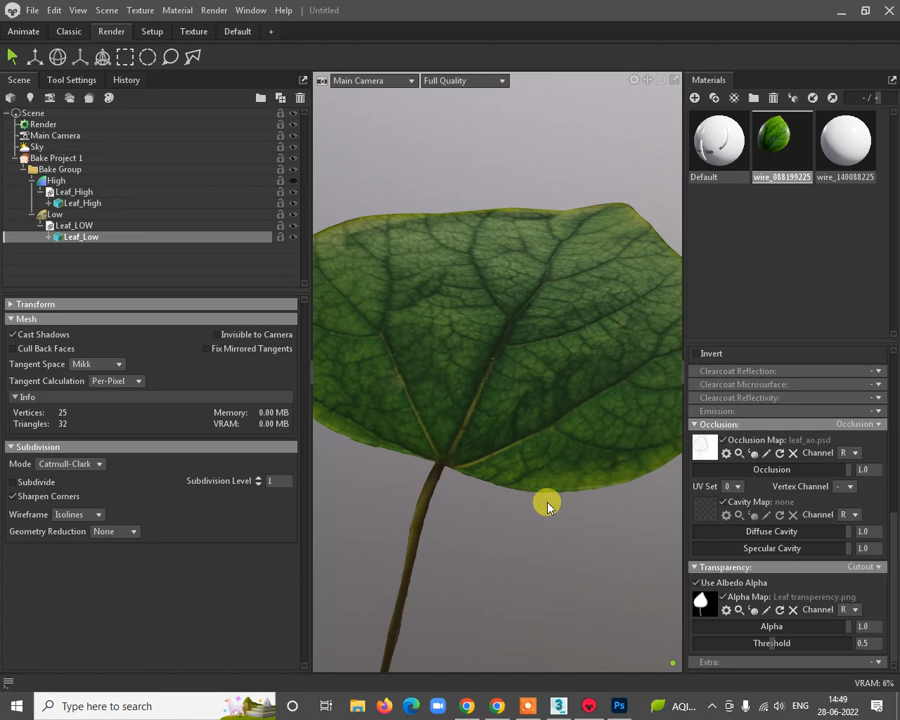 File Edit View Scene Texture Material Capture Render Window Help Untitled
Animate Classic Render Setup Texture Default +
Scene Tool Settings History
Main Camera Full Quality
Materials
- /
Scene
Render
Main Camera
Sky
Bake Project 1
Bake Group
High
Leaf_High
Leaf_High
Low
Leaf_LOW
Leaf_Low
Default wire_088199225 wire_140088225
Transform
Mesh
Cast Shadows Invisible to Camera
Cull Back Faces Fix Mirrored Tangents
Tangent Space Mikk
Tangent Calculation Per-Pixel
Info
Vertices: 25 Memory: 0.00 MB
Triangles: 32 VRAM: 0.00 MB
Subdivision
Mode Catmull-Clark
Subdivide Subdivision Level 1
Sharpen Corners
Wireframe Isolines
Geometry Reduction None
Invert
Clearcoat Reflection: -
Clearcoat Microsurface: -
Clearcoat Reflectivity: -
Emission: -
Occlusion: Occlusion
Occlusion Map: leaf_ao.psd
Channel R
Occlusion 1.0
UV Set 0 Vertex Channel -
Cavity Map: none
Channel R
Diffuse Cavity 1.0
Specular Cavity 1.0
Transparency: Cutout
Use Albedo Alpha
Alpha Map: Leaf transperency.png
Channel R
Alpha 1.0
Threshold 0.5
Extra: -
VRAM: 6%
Type here to search
AQI...
ENG
14:49
28-06-2022